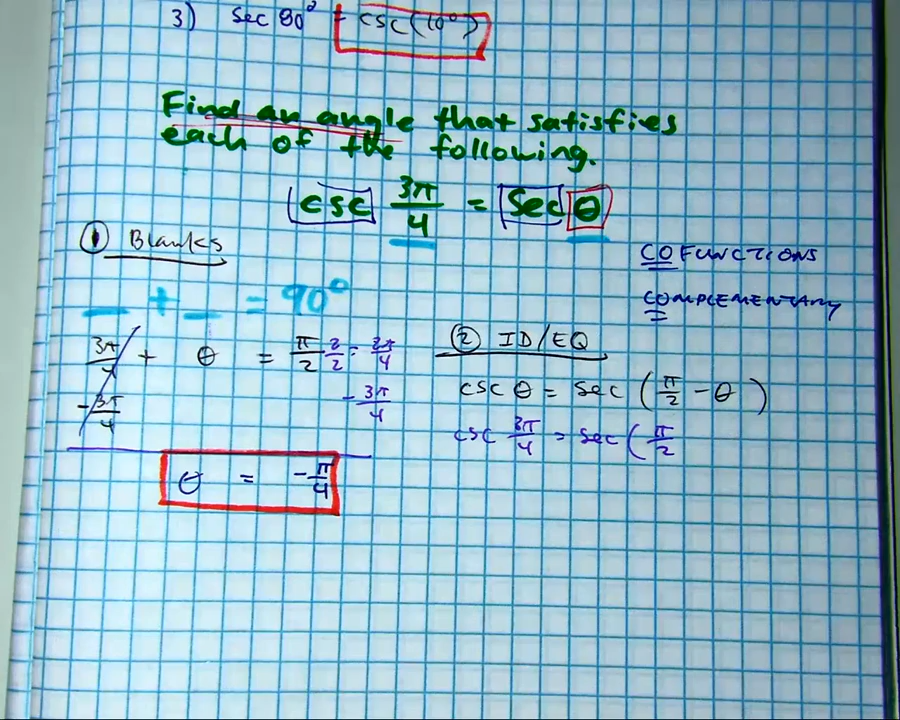 3) sec 80° = csc(10°)
Find an angle that satisfies
each of the following.
csc 3π/4 = sec θ
① Blanks
COFUNCTIONS
__ + __ = 90°
COMPLEMENTARY
3π/4 + θ = π/2 2/2 = 2π/4
② ID/EQ
- 3π/4 - 3π/4
csc θ = sec (π/2 - θ)
csc 3π/4 = sec (π/2
θ = -π/4